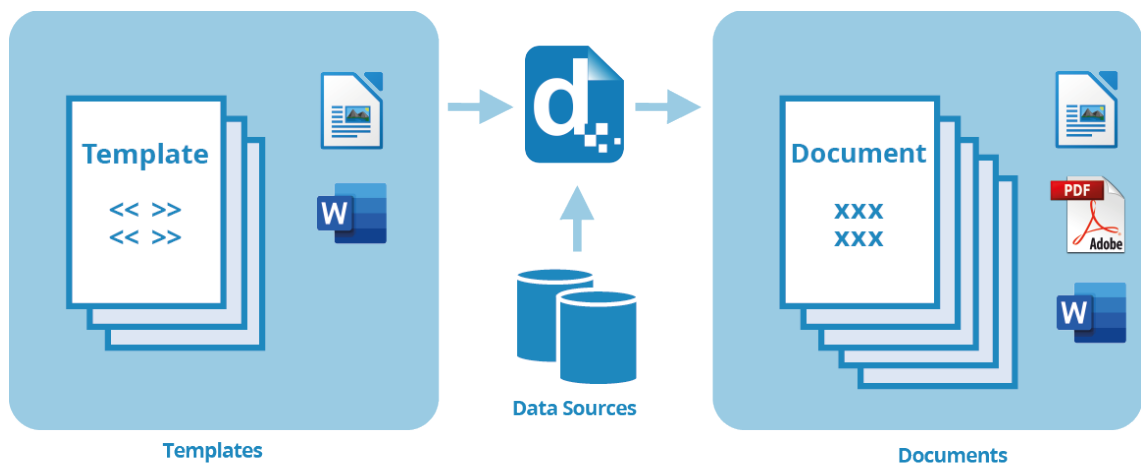 Template
<< >>
<< >>
W
Templates
d
Data Sources
Document
xxx
xxx
PDF
Adobe
W
Documents